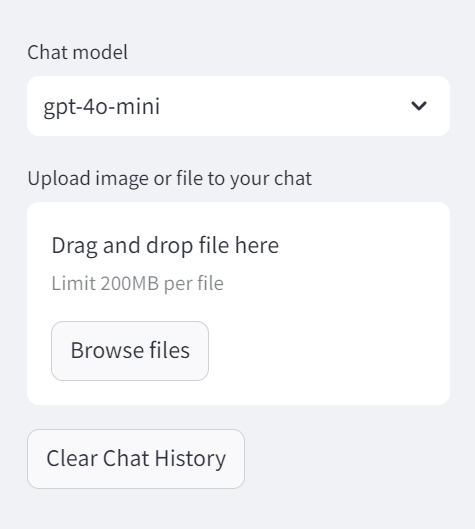 Chat model
gpt-4o-mini
Upload image or file to your chat
Drag and drop file here
Limit 200MB per file
Browse files
Clear Chat History